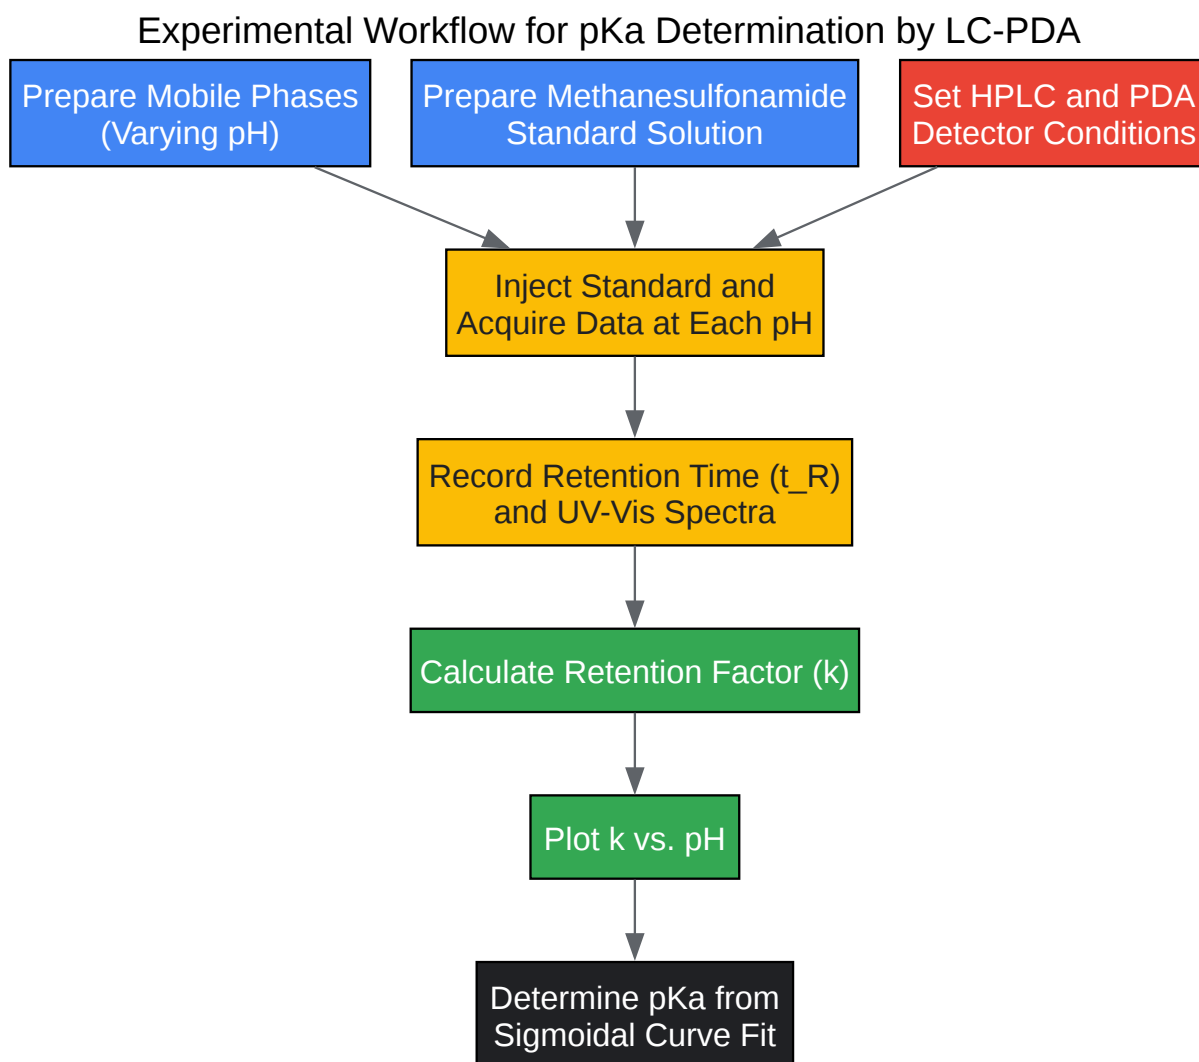 Experimental Workflow for pKa Determination by LC-PDA
Prepare Mobile Phases
(Varying pH)
Prepare Methanesulfonamide
Standard Solution
Set HPLC and PDA
Detector Conditions
Inject Standard and
Acquire Data at Each pH
Record Retention Time (t_R)
and UV-Vis Spectra
Calculate Retention Factor (k)
Plot k vs. pH
Determine pKa from
Sigmoidal Curve Fit